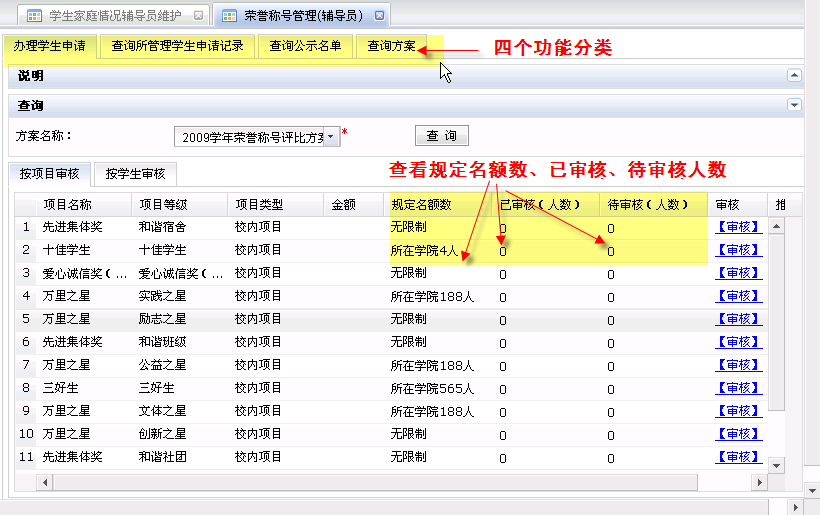 学生家庭情况辅导员维护 荣誉称号管理(辅导员)
办理学生申请 查询所管理学生申请记录 查询公示名单 查询方案 四个功能分类
说明
查询
方案名称： 2009学年荣誉称号评比方案 * 查 询
按项目审核 按学生审核 查看规定名额数、已审核、待审核人数
项目名称 项目等级 项目类型 金额 规定名额数 已审核(人数) 待审核(人数) 审核 推
1 先进集体奖 和谐宿舍 校内项目 无限制 0 0 【审核】
2 十佳学生 十佳学生 校内项目 所在学院4人 0 0 【审核】
3 爱心诚信奖(... 爱心诚信奖(... 校内项目 无限制 0 0 【审核】
4 万里之星 实践之星 校内项目 所在学院188人 0 0 【审核】
5 万里之星 励志之星 校内项目 无限制 0 0 【审核】
6 先进集体奖 和谐班级 校内项目 无限制 0 0 【审核】
7 万里之星 公益之星 校内项目 所在学院188人 0 0 【审核】
8 三好生 三好生 校内项目 所在学院565人 0 0 【审核】
9 万里之星 文体之星 校内项目 所在学院188人 0 0 【审核】
10 万里之星 创新之星 校内项目 无限制 0 0 【审核】
11 先进集体奖 和谐社团 校内项目 无限制 0 0 【审核】